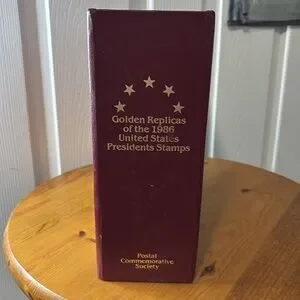 Golden Replicas
of the 1986
United States
Presidents Stamps
Postal
Commemorative
Society